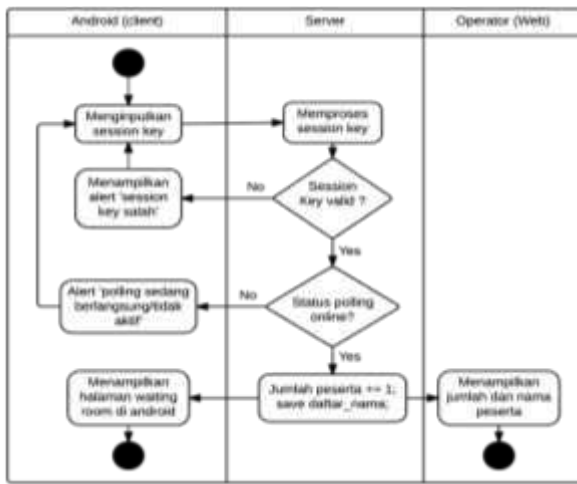 Android (client)
Server
Operator (Web)
Menginputkan
session key
Memproses
session key
Menampilkan
alert 'session
key salah'
No
Session
Key valid ?
Yes
Alert 'polling sedang
berlangsung/tidak
aktif'
No
Status polling
online?
Yes
Menampilkan
halaman waiting
room di android
Jumlah peserta += 1;
save daftar_nama;
Menampilkan
jumlah dan nama
peserta